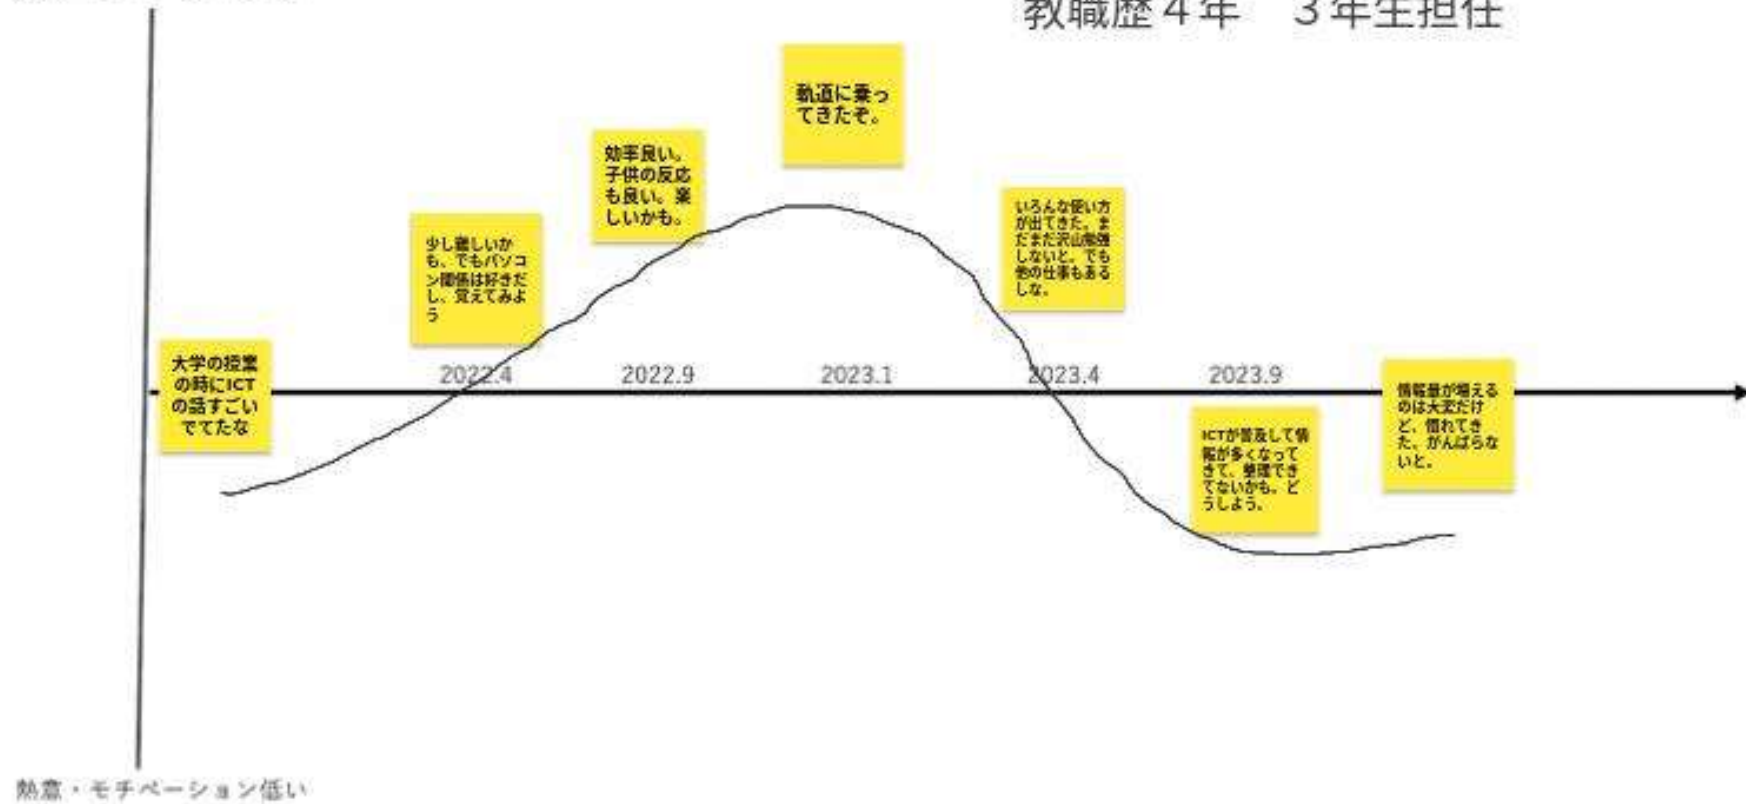 教職歴４年　３年生担任
軌道に乗っ
てきたぞ。
効率良い。
子供の反応
も良い。楽
しいかも。
少し難しいか
も、でもパソコ
ン関係は好きだ
し、覚えてみよ
う
いろんな使い方
が出てきた。ま
だまだ沢山勉強
しないと。でも
他の仕事もある
しな。
大学の授業
の時にICT
の話すごい
でてたな
2022.4
2022.9
2023.1
2023.4
2023.9
ICTが普及して情
報が多くなって
きて、整理でき
てないかも。ど
うしよう。
情報量が増える
のは大変だけ
ど、慣れてき
た、がんばらな
いと。
熱意・モチベーション低い